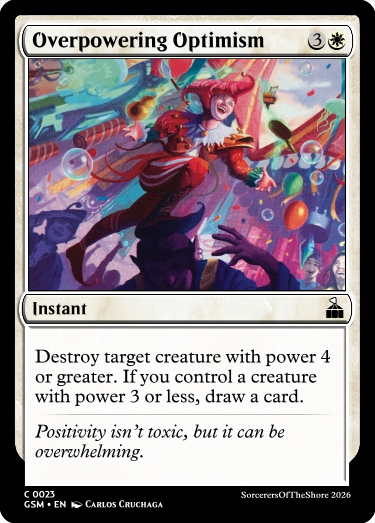 Overpowering Optimism 3
Instant
Destroy target creature with power 4
or greater. If you control a creature
with power 3 or less, draw a card.
Positivity isn't toxic, but it can be
overwhelming.
C 0023
GSM • EN Carlos Cruchaga
SorcerersOfTheShore 2026